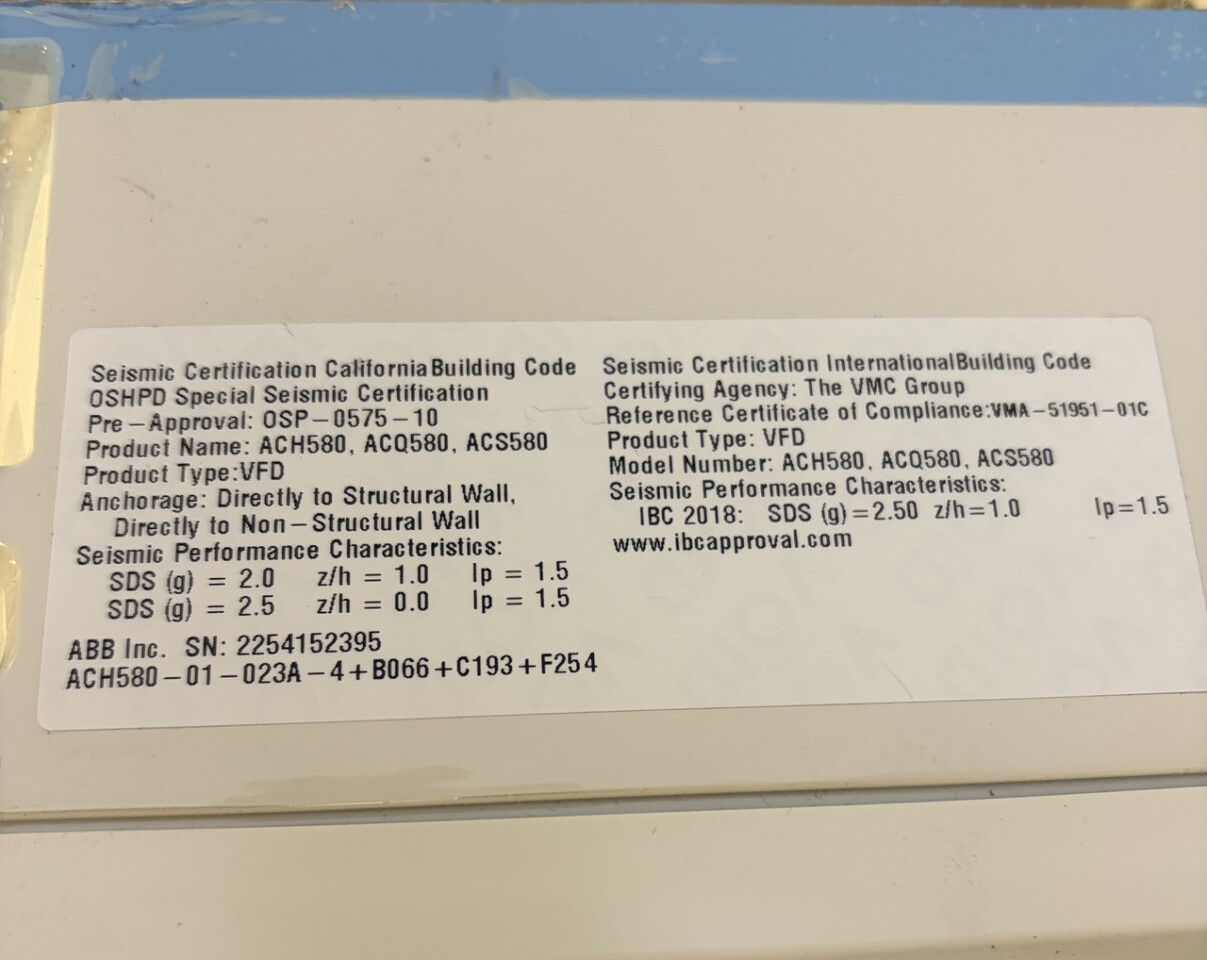 Seismic Certification California Building Code
OSHPD Special Seismic Certification
Pre-Approval: OSP-0575-10
Product Name: ACH580, ACQ580, ACS580
Product Type:VFD
Anchorage: Directly to Structural Wall,
Directly to Non-Structural Wall
Seismic Performance Characteristics:
SDS (g) = 2.0 z/h = 1.0 Ip = 1.5
SDS (g) = 2.5 z/h = 0.0 Ip = 1.5
ABB Inc. SN: 2254152395
ACH580-01-023A-4+B066+C193+F254
Seismic Certification International Building Code
Certifying Agency: The VMC Group
Reference Certificate of Compliance:VMA-51951-01C
Product Type: VFD
Model Number: ACH580, ACQ580, ACS580
Seismic Performance Characteristics:
IBC 2018: SDS (g)=2.50 z/h=1.0 Ip=1.5
www.ibcapproval.com